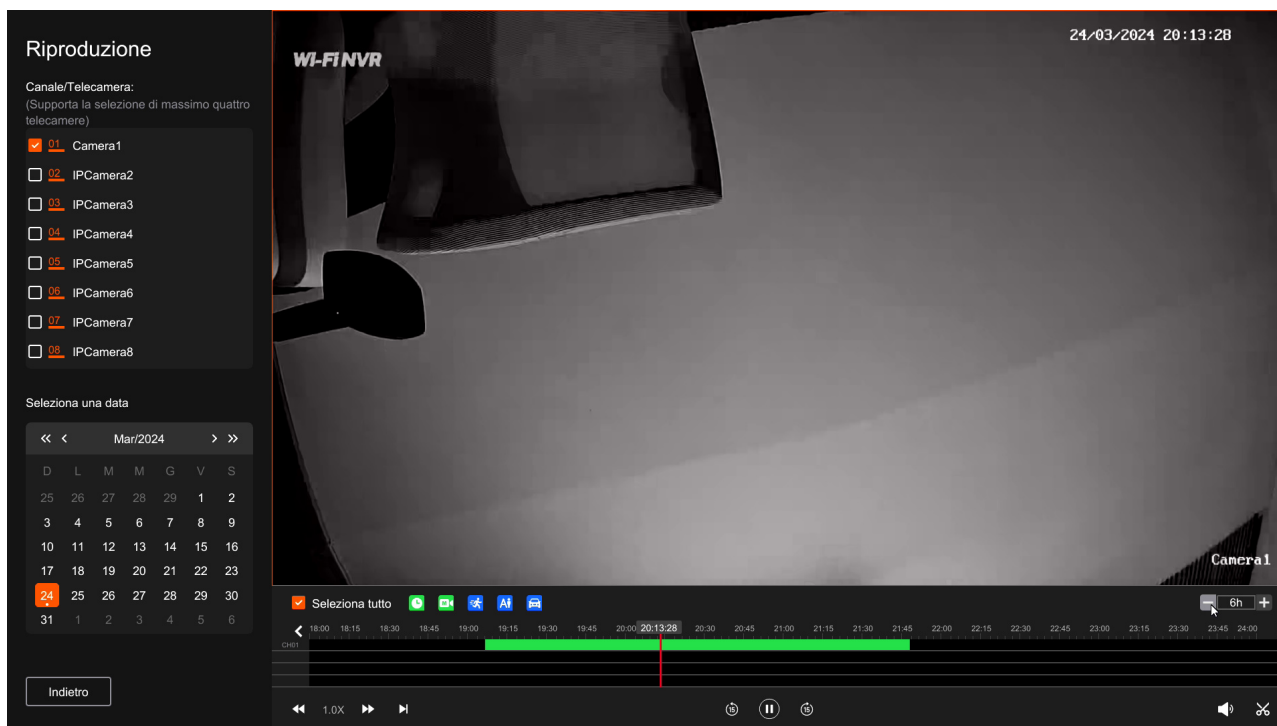 Riproduzione
Canale/Telecamera:
(Supporta la selezione di massimo quattro
telecamere)
01 Camera1
02 IPCamera2
03 IPCamera3
04 IPCamera4
05 IPCamera5
06 IPCamera6
07 IPCamera7
08 IPCamera8
Seleziona una data
Mar/2024
D L M M G V S
25 26 27 28 29 1 2
3 4 5 6 7 8 9
10 11 12 13 14 15 16
17 18 19 20 21 22 23
24 25 26 27 28 29 30
31 1 2 3 4 5 6
Indietro
Wi-Fi NVR
24/03/2024 20:13:28
Camera1
Seleziona tutto M AI 6h
18:00 18:15 18:30 18:45 19:00 19:15 19:30 19:45 20:00 20:13:28 20:30 20:45 21:00 21:15 21:30 21:45 22:00 22:15 22:30 22:45 23:00 23:15 23:30 23:45 24:00
CH01
1.0X 15 15